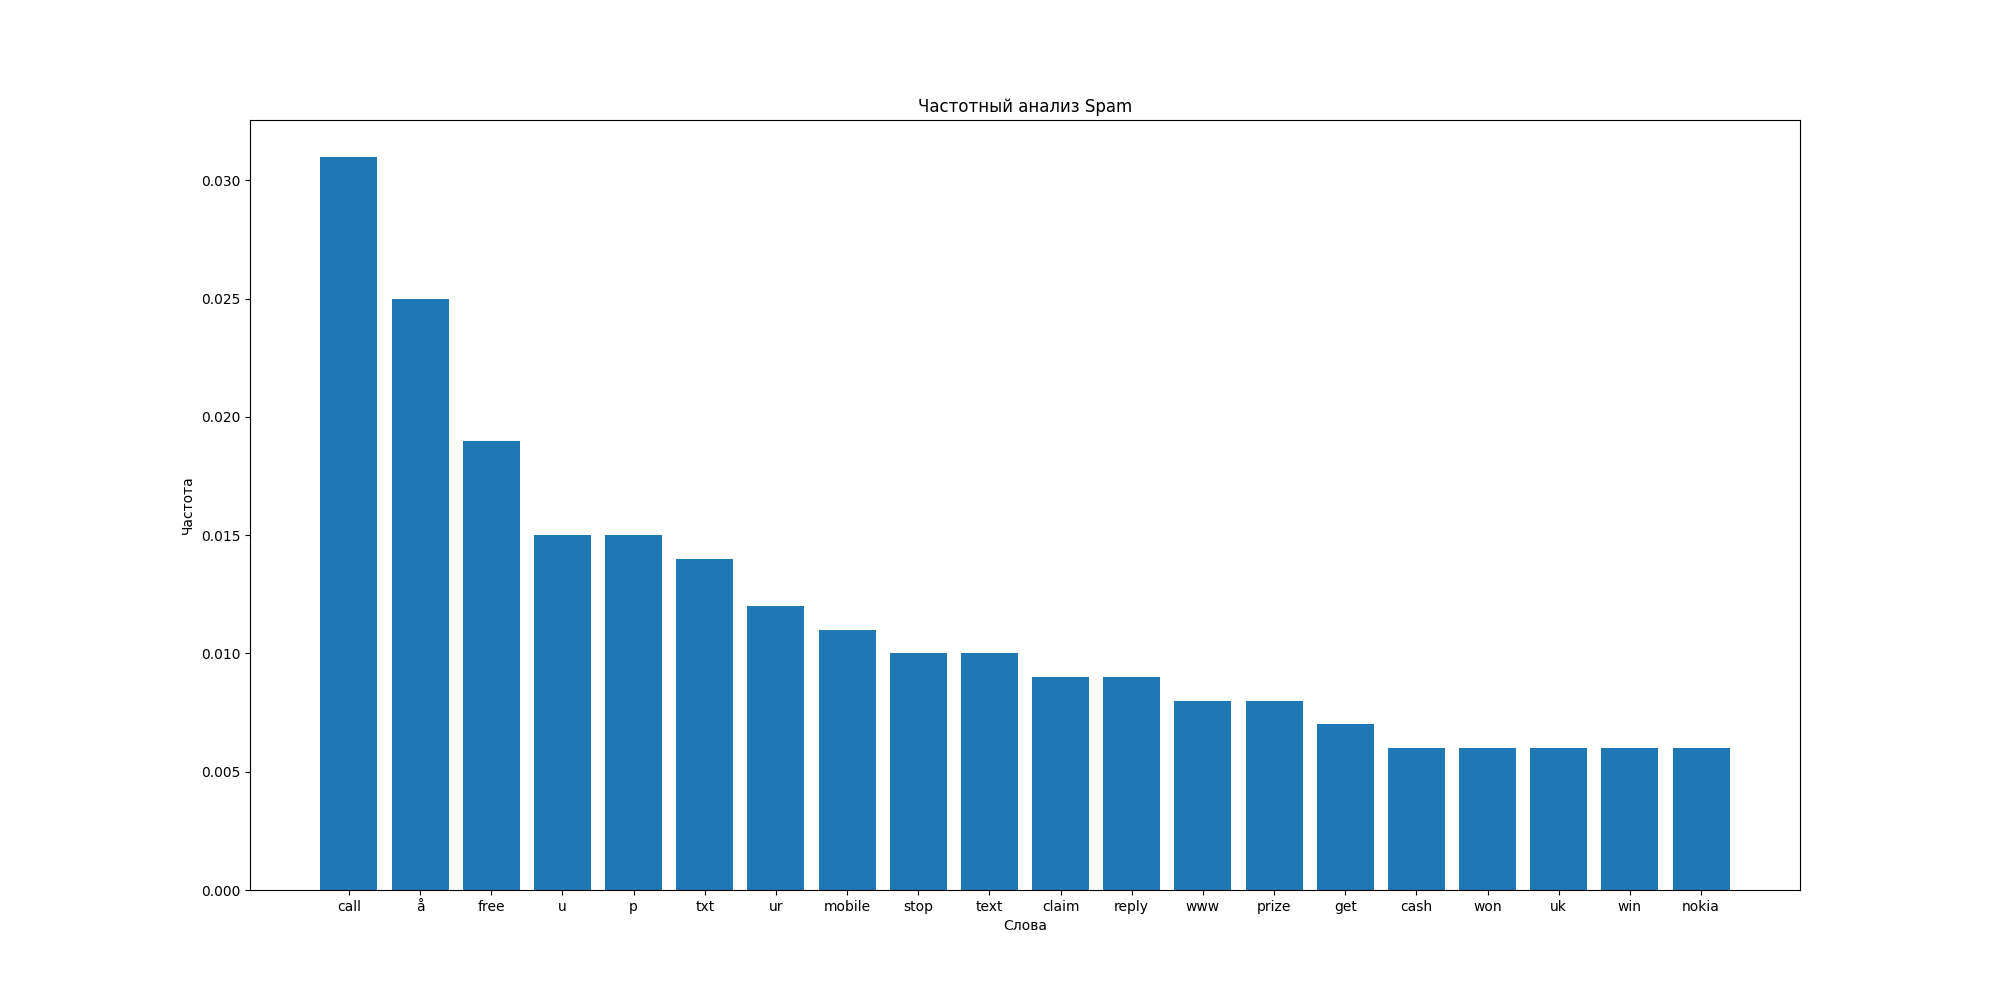 Частотный анализ Spam
0.030
0.025
0.020
0.015
0.010
0.005
0.000
Частота
call å free u p txt ur mobile stop text claim reply www prize get cash won uk win nokia
Слова